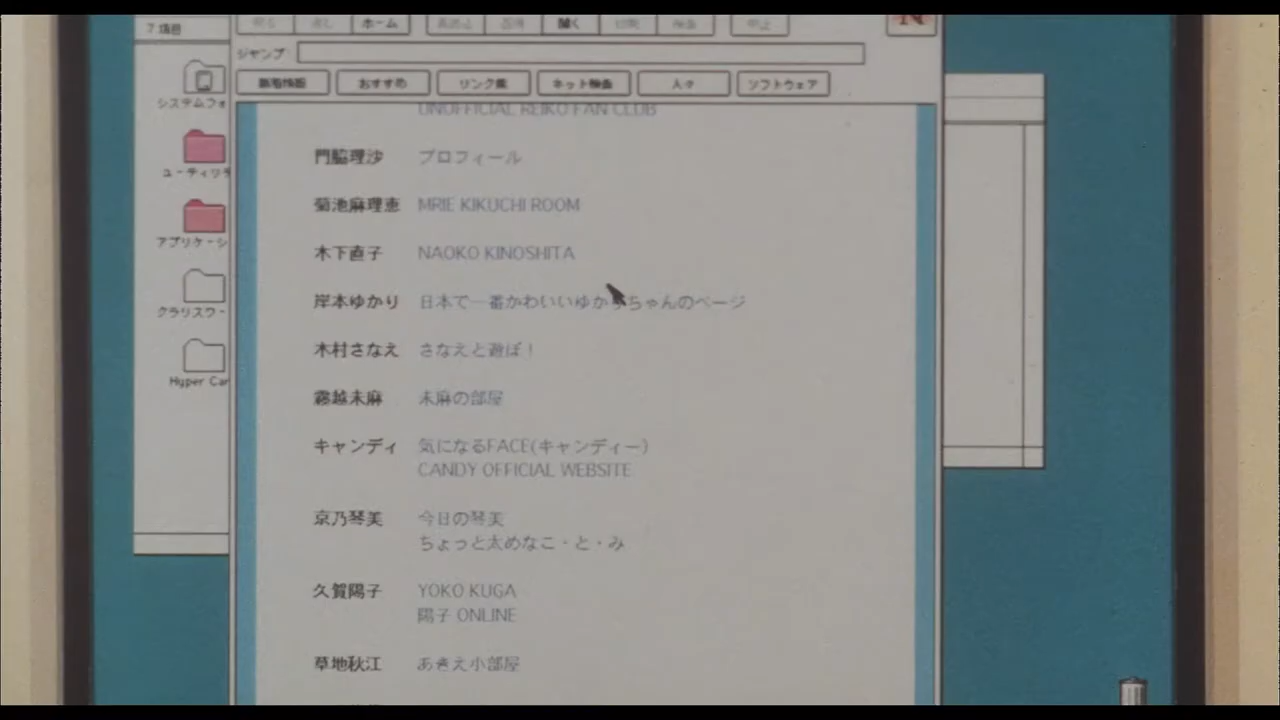 7項目
ホーム
開く
N
ジャンプ
新着情報 おすすめ リンク集 ネット検索 人々 ソフトウェア
システムフォ
ユーティリテ
アプリケーシ
クラリスワー
Hyper Car
UNOFFICIAL REIKO FAN CLUB
門脇理沙 プロフィール
菊池麻理恵 MRIE KIKUCHI ROOM
木下直子 NAOKO KINOSHITA
岸本ゆかり 日本で一番かわいいゆかりちゃんのページ
木村さなえ さなえと遊ぼ!
霧越未麻 未麻の部屋
キャンディ 気になるFACE(キャンディー)
CANDY OFFICIAL WEBSITE
京乃琴美 今日の琴美
ちょっと太めなこ・と・み
久賀陽子 YOKO KUGA
陽子 ONLINE
草地秋江 あきえ小部屋